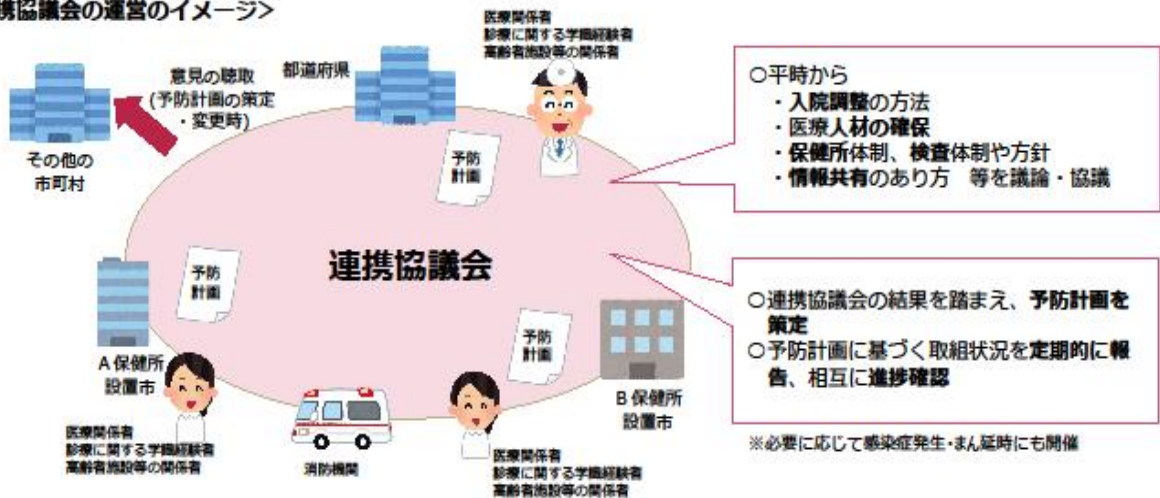 携協議会の運営のイメージ>
医療関係者
診療に関する学識経験者
高齢者施設等の関係者
都道府県
意見の聴取
(予防計画の策定
・変更時)
その他の
市町村
予防
計画
○平時から
・入院調整の方法
・医療人材の確保
・保健所体制、検査体制や方針
・情報共有のあり方 等を議論・協議
連携協議会
予防
計画
予防
計画
○連携協議会の結果を踏まえ、予防計画を
策定
○予防計画に基づく取組状況を定期的に報
告、相互に進捗確認
A保健所
設置市
B保健所
設置市
医療関係者
診療に関する学識経験者
高齢者施設等の関係者
消防機関
医療関係者
診療に関する学識経験者
高齢者施設等の関係者
※必要に応じて感染症発生・まん延時にも開催